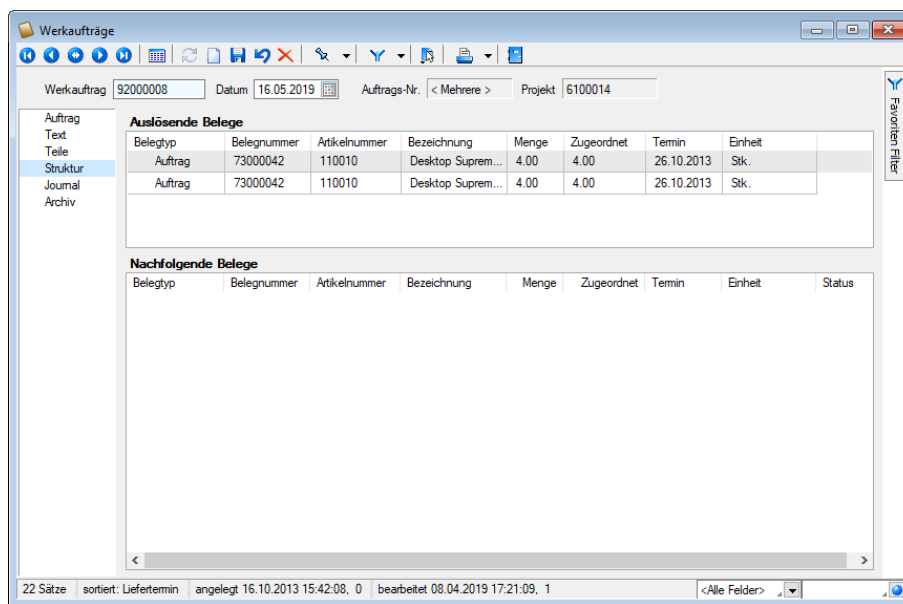 Werkaufträge
Werkauftrag 92000008 Datum 16.05.2019 Auftrags-Nr. < Mehrere > Projekt 6100014
Favoriten Filter
Auftrag
Text
Teile
Struktur
Journal
Archiv
Auslösende Belege
Belegtyp Belegnummer Artikelnummer Bezeichnung Menge Zugeordnet Termin Einheit
Auftrag 73000042 110010 Desktop Suprem... 4.00 4.00 26.10.2013 Stk.
Auftrag 73000042 110010 Desktop Suprem... 4.00 4.00 26.10.2013 Stk.
Nachfolgende Belege
Belegtyp Belegnummer Artikelnummer Bezeichnung Menge Zugeordnet Termin Einheit Status
22 Sätze sortiert: Liefertermin angelegt 16.10.2013 15:42:08, 0 bearbeitet 08.04.2019 17:21:09, 1 <Alle Felder>